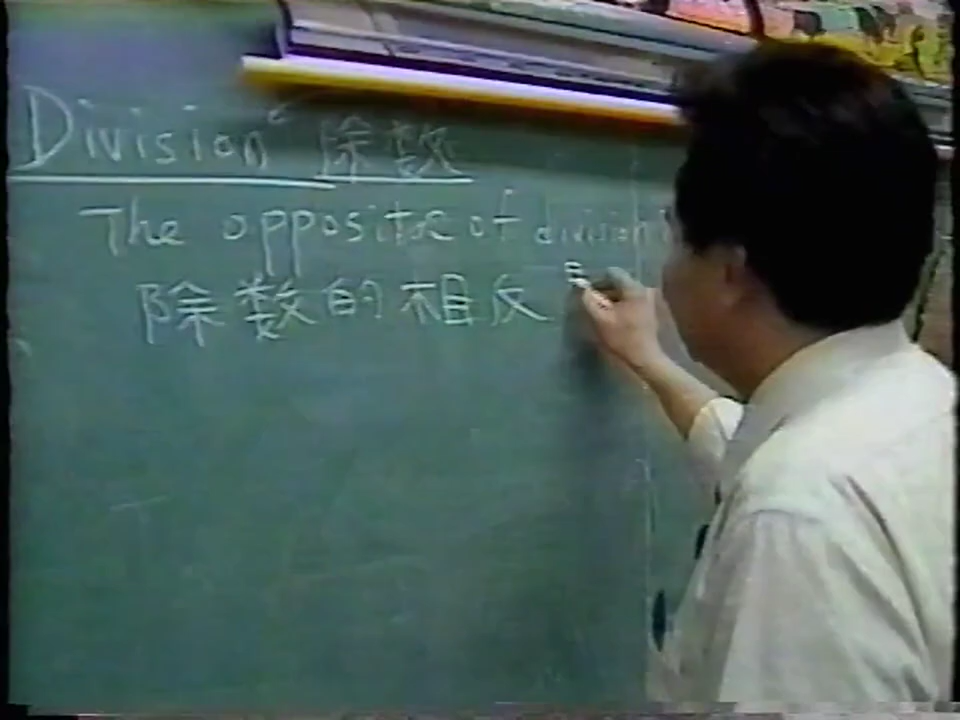 Division 除数
The opposite of division
除数的相反